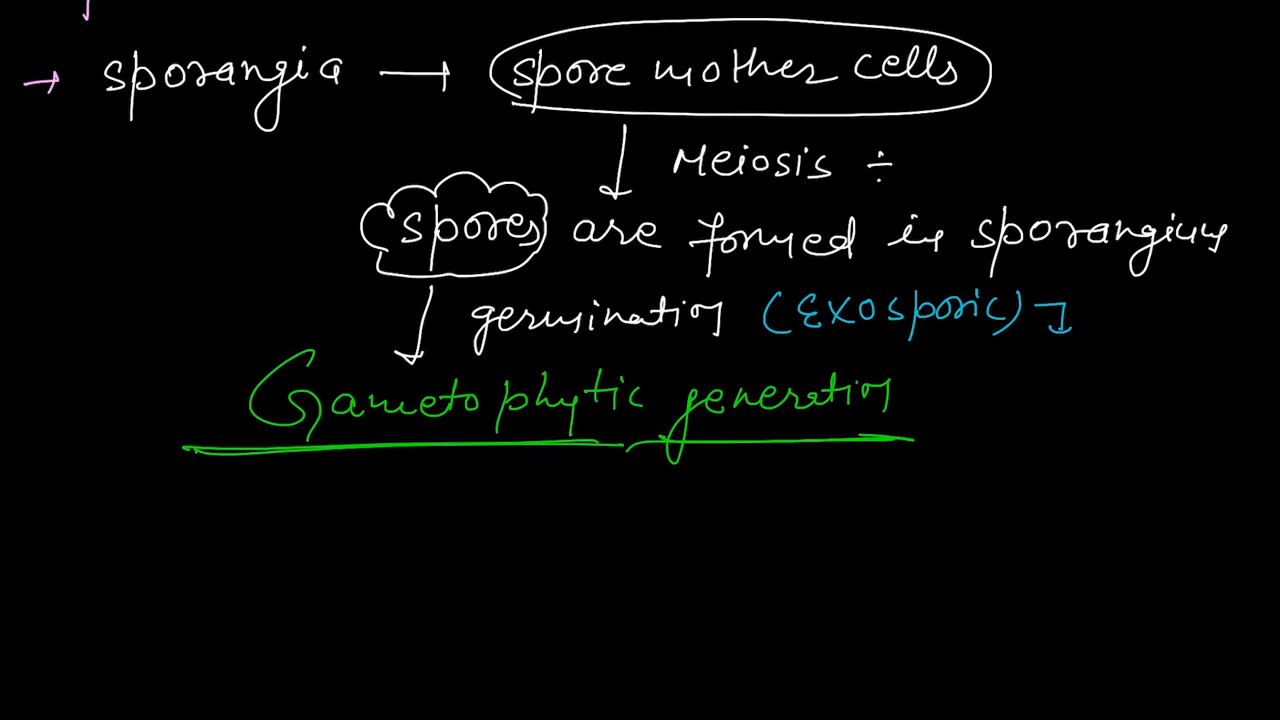 → sporangia → spore mother cells
↓ Meiosis ÷
spores are formed in sporangium
↓ germination (Exosporic)
Gametophytic generation